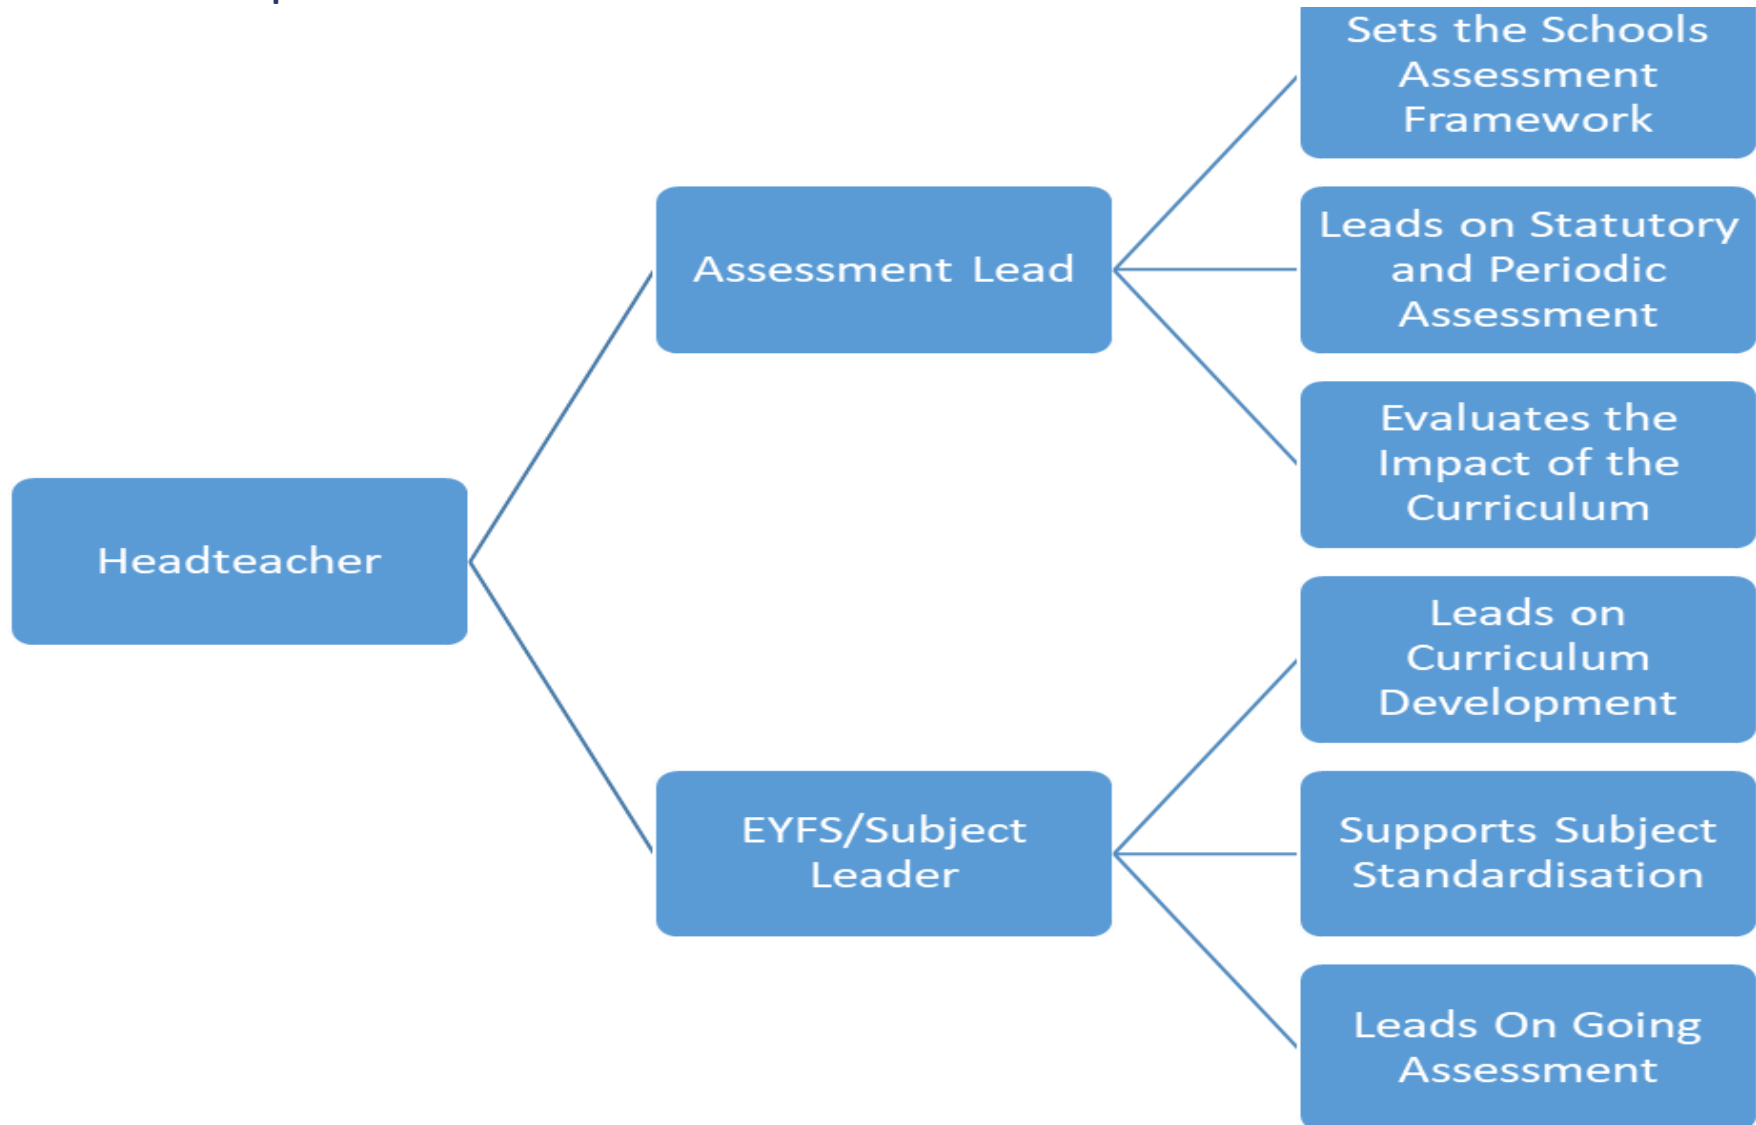 Headteacher
Assessment Lead
EYFS/Subject
Leader
Sets the Schools
Assessment
Framework
Leads on Statutory
and Periodic
Assessment
Evaluates the
Impact of the
Curriculum
Leads on
Curriculum
Development
Supports Subject
Standardisation
Leads On Going
Assessment